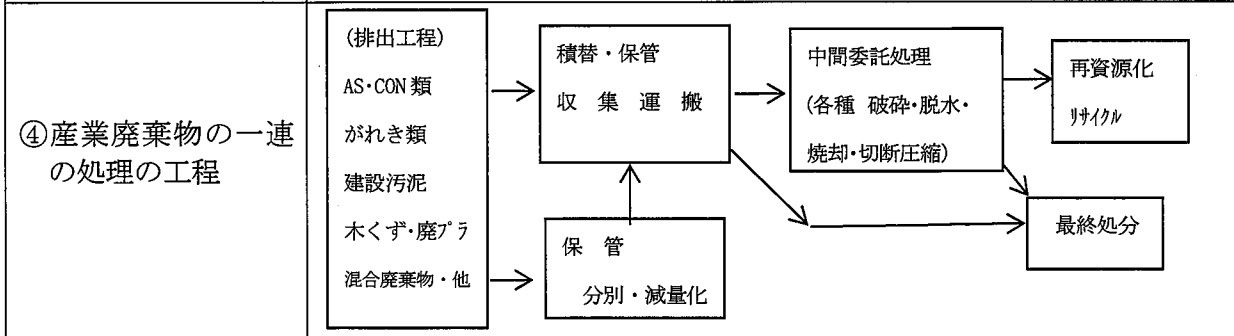 ④産業廃棄物の一連
の処理の工程
(排出工程)
AS・CON類
がれき類
建設汚泥
木くず・廃プラ
混合廃棄物・他
積替・保管
収集運搬
保管
分別・減量化
中間委託処理
(各種 破砕・脱水・
焼却・切断圧縮)
再資源化
リサイクル
最終処分